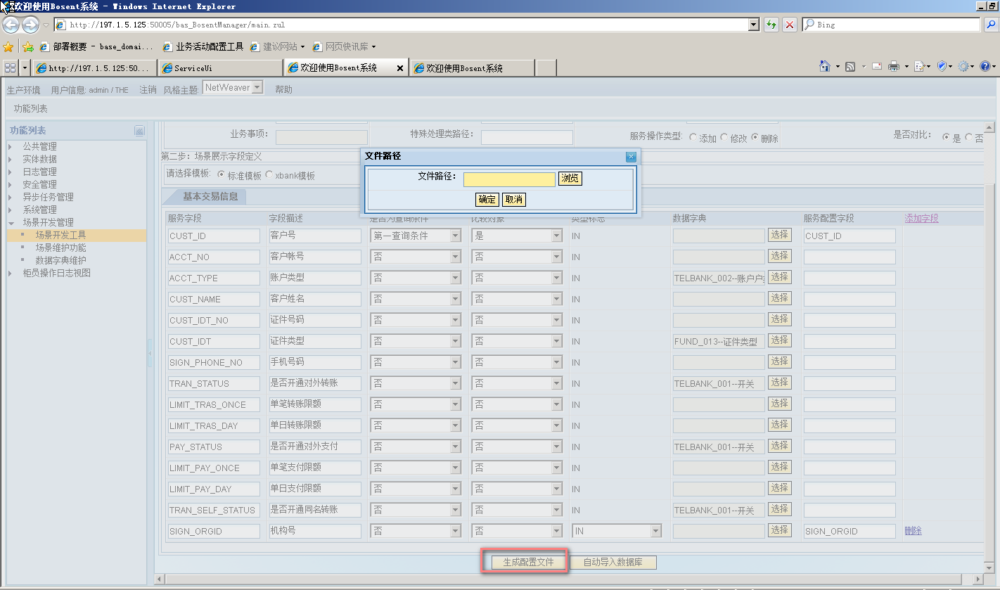 欢迎使用Bosent系统 - Windows Internet Explorer
http://197.1.5.125:50005/bas_BosentManager/main.zul
Bing
部署概要 - base_domai... 业务活动配置工具 建议网站 网页快讯库
http://197.1.5.125:50... ServiceUi 欢迎使用Bosent系统 欢迎使用Bosent系统
生产环境 用户信息: admin / THE 注销 风格主题: NetWeaver 帮助
功能列表
功能列表
公共管理
实体数据
日志管理
安全管理
异步任务管理
系统管理
场景开发管理
场景开发工具
场景维护功能
数据字典维护
柜员操作日志视图
业务事项: 特殊处理类路径: 服务操作类型: 添加 修改 删除 是否对比: 是 否
第二步: 场景展示字段定义
请选择模板: 标准模板 xbank模板
文件路径
文件路径: 浏览
确定 取消
基本交易信息
服务字段 字段描述 是否为查询条件 比较对象 类型标志 数据字典 服务配置字段 添加字段
CUST_ID 客户号 第一查询条件 是 IN 选择 CUST_ID
ACCT_NO 客户帐号 否 否 IN 选择
ACCT_TYPE 账户类型 否 否 IN TELBANK_002--账户户 选择
CUST_NAME 客户姓名 否 否 IN 选择
CUST_IDT_NO 证件号码 否 否 IN 选择
CUST_IDT 证件类型 否 否 IN FUND_013--证件类型 选择
SIGN_PHONE_NO 手机号码 否 否 IN 选择
TRAN_STATUS 是否开通对外转账 否 否 IN TELBANK_001--开关 选择
LIMIT_TRAS_ONCE 单笔转账限额 否 否 IN 选择
LIMIT_TRAS_DAY 单日转账限额 否 否 IN 选择
PAY_STATUS 是否开通对外支付 否 否 IN TELBANK_001--开关 选择
LIMIT_PAY_ONCE 单笔支付限额 否 否 IN 选择
LIMIT_PAY_DAY 单日支付限额 否 否 IN 选择
TRAN_SELF_STATUS 是否开通同名转账 否 否 IN TELBANK_001--开关 选择
SIGN_ORGID 机构号 否 否 IN 选择 SIGN_ORGID 删除
生成配置文件 自动导入数据库